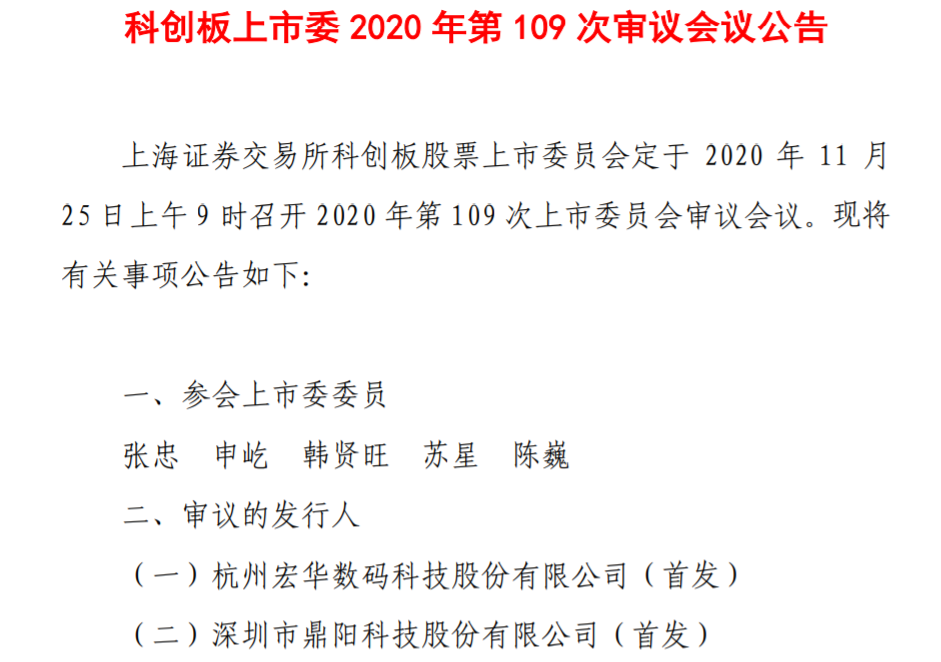 科创板上市委 2020 年第 109 次审议会议公告
上海证券交易所科创板股票上市委员会定于 2020 年 11 月
25 日上午 9 时召开 2020 年第 109 次上市委员会审议会议。现将
有关事项公告如下：
一、参会上市委委员
张忠 申屹 韩贤旺 苏星 陈巍
二、审议的发行人
（一）杭州宏华数码科技股份有限公司（首发）
（二）深圳市鼎阳科技股份有限公司（首发）